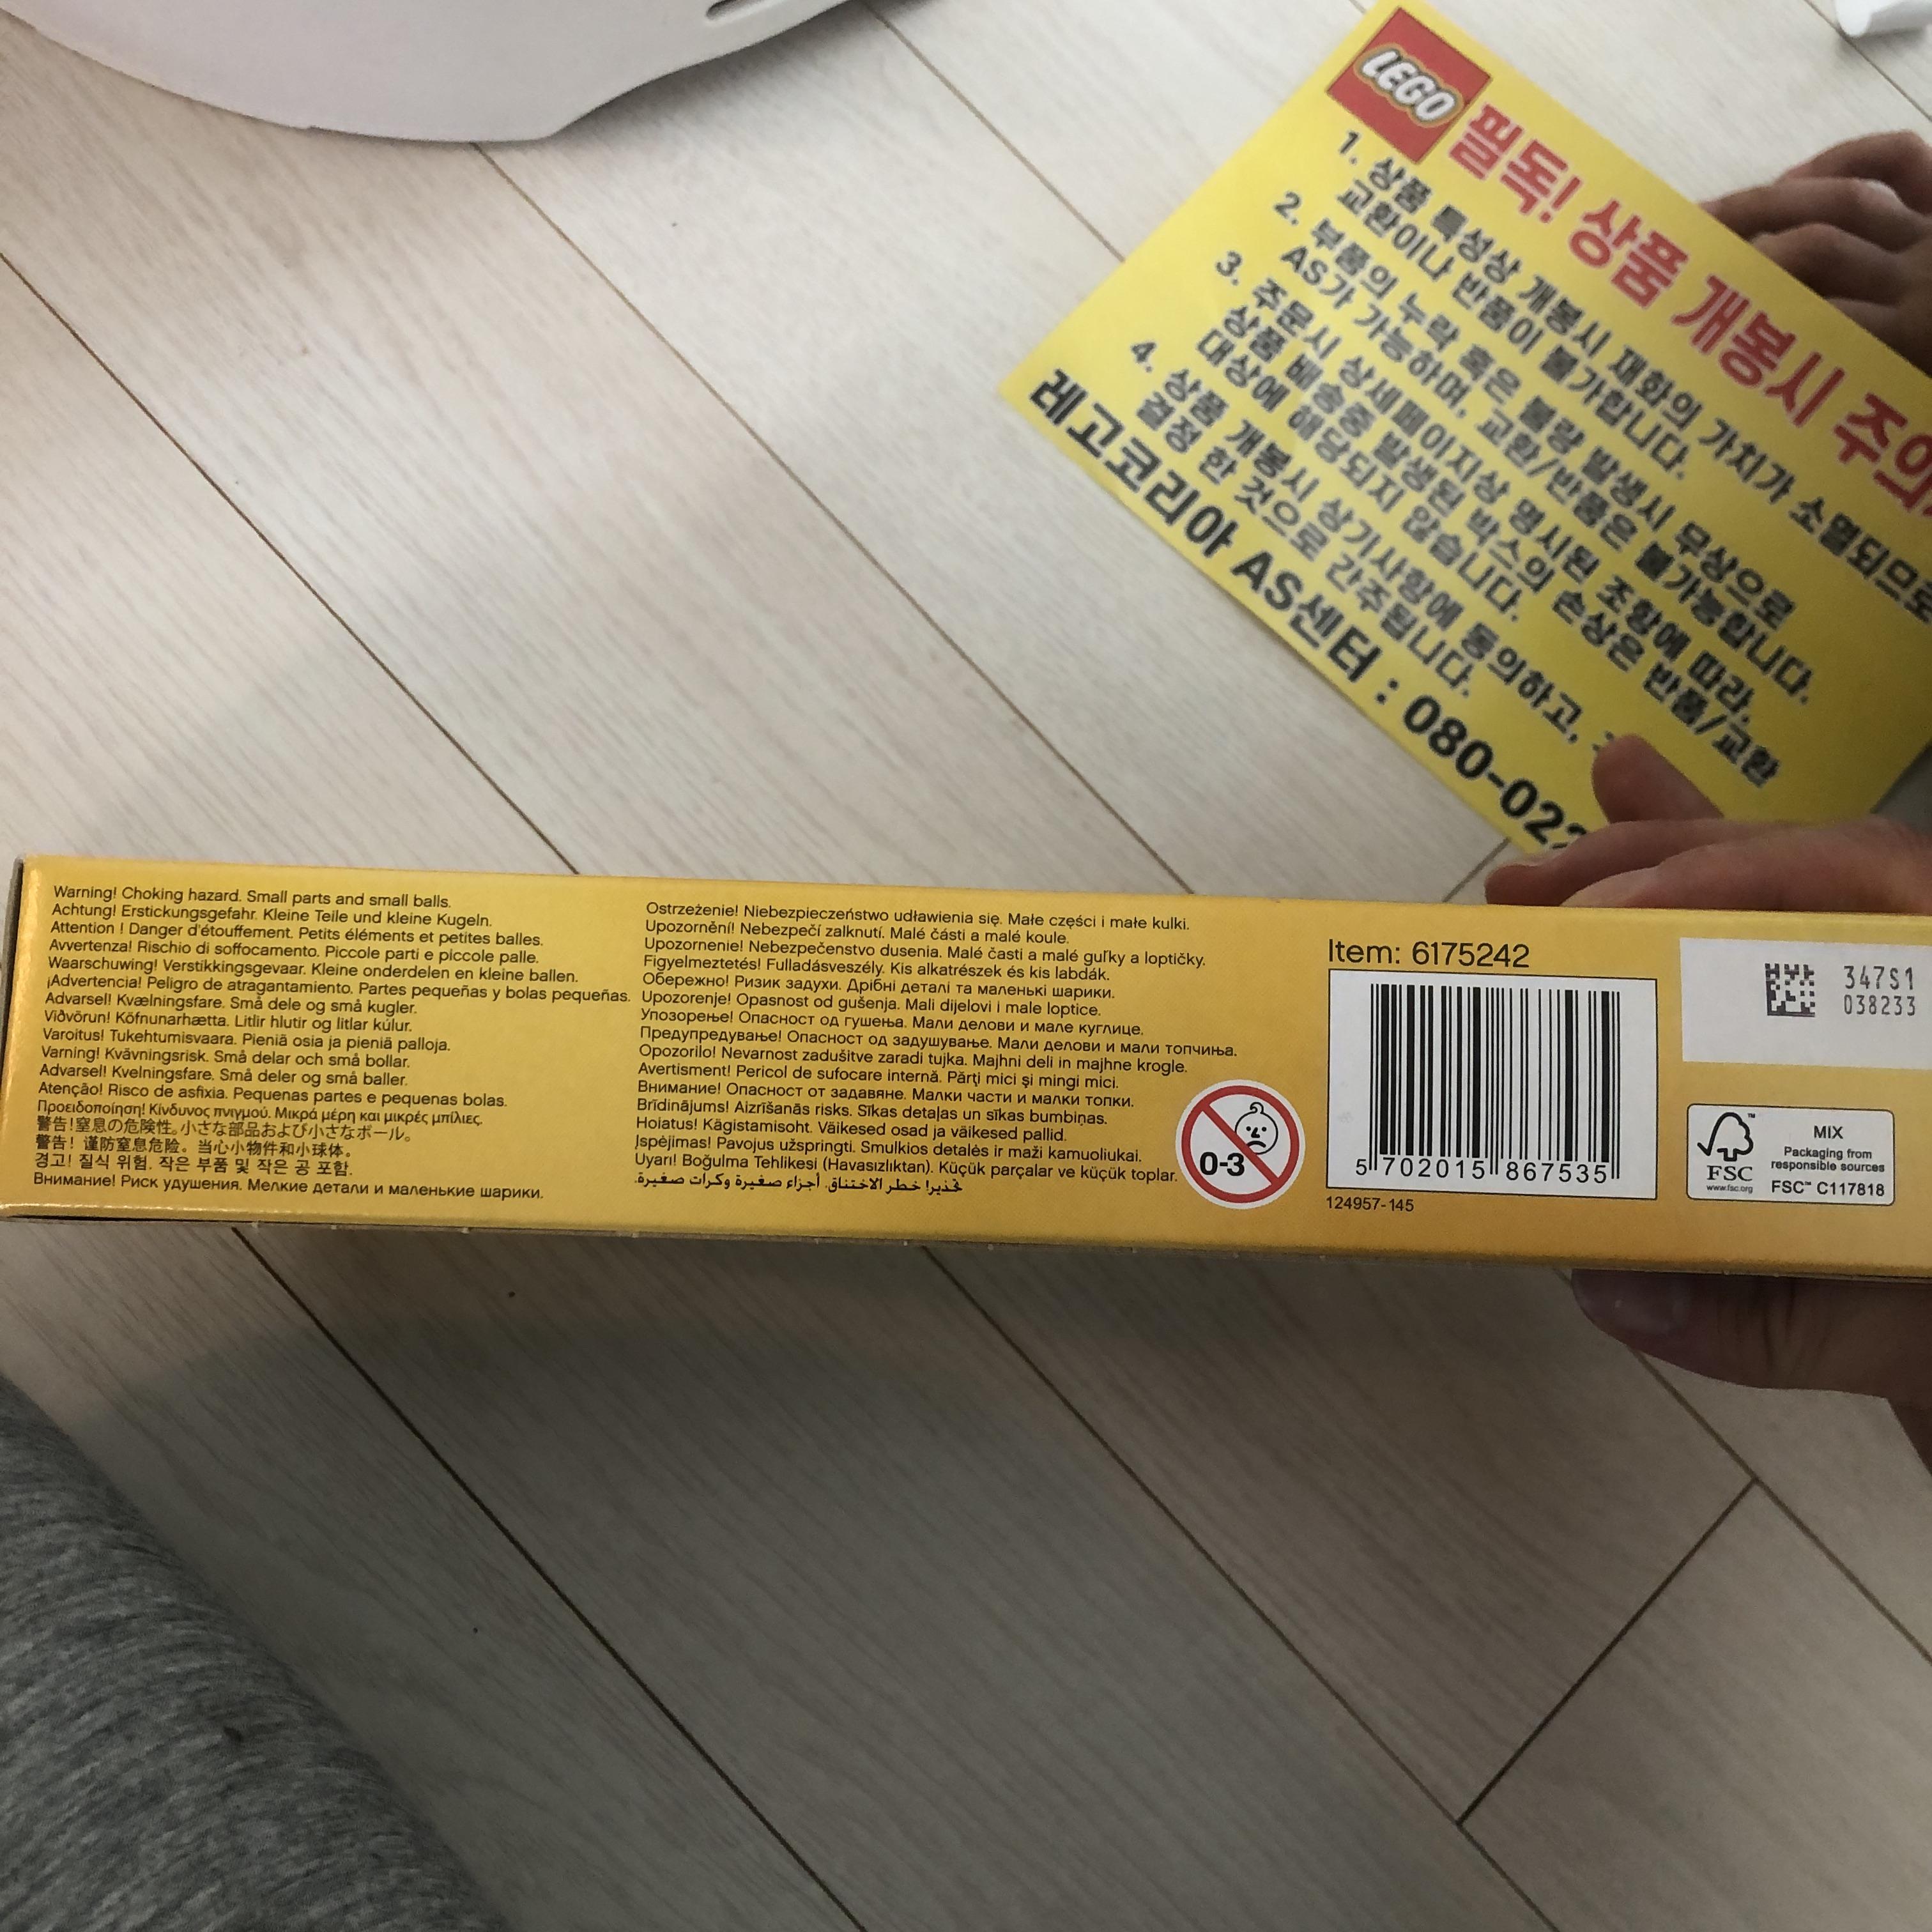 LEGO
필독! 상품 개봉시 주의
1. 상품 특성상 개봉시 재화의 가치가 소멸되므로
교환이나 반품이 불가합니다.
2. 부품의 누락 혹은 불량 발생시 무상으로
AS가 가능하며, 교환/반품은 불가능합니다.
3. 주문시 상세페이지상 명시된 조항에 따라,
상품 배송중 발생된 박스의 손상은 반품/교환
대상에 해당되지 않습니다.
4. 상품 개봉시 상기사항에 동의하고,
결정 한 것으로 간주됩니다.
레고코리아 AS센터 : 080-022
Warning! Choking hazard. Small parts and small balls.
Achtung! Erstickungsgefahr. Kleine Teile und kleine Kugeln.
Attention ! Danger d'étouffement. Petits éléments et petites balles.
Avvertenza! Rischio di soffocamento. Piccole parti e piccole palle.
Waarschuwing! Verstikkingsgevaar. Kleine onderdelen en kleine ballen.
¡Advertencia! Peligro de atragantamiento. Partes pequeñas y bolas pequeñas.
Advarsel! Kvælningsfare. Små dele og små kugler.
Viðvörun! Köfnunarhætta. Litlir hlutir og litlar kúlur.
Varoitus! Tukehtumisvaara. Pieniä osia ja pieniä palloja.
Varning! Kvävningsrisk. Små delar och små bollar.
Advarsel! Kvelningsfare. Små deler og små baller.
Atenção! Risco de asfixia. Pequenas partes e pequenas bolas.
Προειδοποίηση! Κίνδυνος πνιγμού. Μικρά μέρη και μικρές μπίλιες.
警告!窒息の危険性。小さな部品および小さなボール。
警告！谨防窒息危险。当心小物件和小球体。
경고! 질식 위험. 작은 부품 및 작은 공 포함.
Внимание! Риск удушения. Мелкие детали и маленькие шарики.
Ostrzeżenie! Niebezpieczeństwo udławienia się. Małe części i małe kulki.
Upozornění! Nebezpečí zalknutí. Malé části a malé koule.
Upozornenie! Nebezpečenstvo dusenia. Malé časti a malé guľky a loptičky.
Figyelmeztetés! Fulladásveszély. Kis alkatrészek és kis labdák.
Обережно! Ризик задухи. Дрібні деталі та маленькі шарики.
Upozorenje! Opasnost od gušenja. Mali dijelovi i male loptice.
Упозорење! Опасност од гушења. Мали делови и мале куглице.
Предупредување! Опасност од задушување. Мали делови и мали топчиња.
Opozorilo! Nevarnost zadušitve zaradi tujka. Majhni deli in majhne krogle.
Avertisment! Pericol de sufocare internă. Părţi mici şi mingi mici.
Внимание! Опасност от задавяне. Малки части и малки топки.
Brīdinājums! Aizrīšanās risks. Sīkas detaļas un sīkas bumbiņas.
Hoiatus! Kägistamisoht. Väikesed osad ja väikesed pallid.
Įspėjimas! Pavojus užspringti. Smulkios detalės ir maži kamuoliukai.
Uyarı! Boğulma Tehlikesi (Havasızlıktan). Küçük parçalar ve küçük toplar.
تحذير! خطر الاختناق. أجزاء صغيرة وكرات صغيرة.
0-3
Item: 6175242
5 702015 867535
124957-145
347S1
038233
FSC™
www.fsc.org
MIX
Packaging from
responsible sources
FSC™ C117818